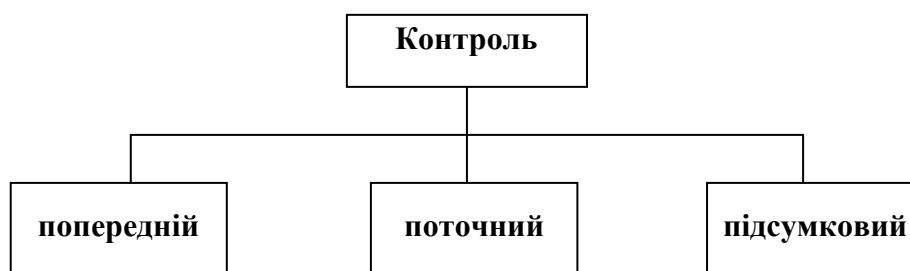 Контроль
попередній
поточний
підсумковий